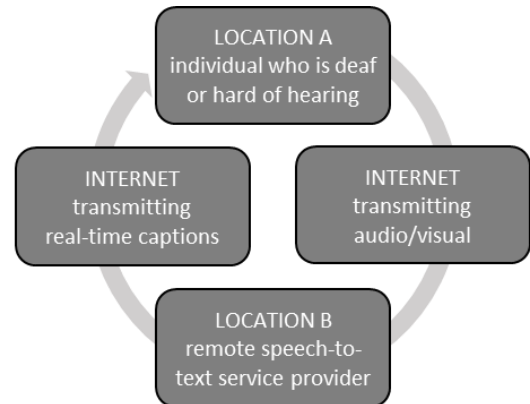 LOCATION A
individual who is deaf
or hard of hearing
INTERNET
transmitting
audio/visual
LOCATION B
remote speech-to-
text service provider
INTERNET
transmitting
real-time captions